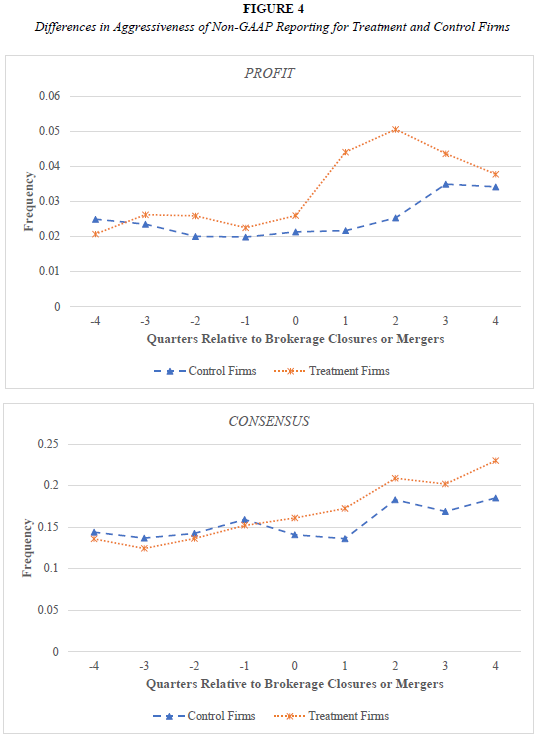 FIGURE 4
Differences in Aggressiveness of Non-GAAP Reporting for Treatment and Control Firms
PROFIT
0.06
0.05
0.04
0.03
0.02
0.01
0
Frequency
-4 -3 -2 -1 0 1 2 3 4
Quarters Relative to Brokerage Closures or Mergers
Control Firms Treatment Firms
CONSENSUS
0.25
0.2
0.15
0.1
0.05
0
Frequency
-4 -3 -2 -1 0 1 2 3 4
Quarters Relative to Brokerage Closures or Mergers
Control Firms Treatment Firms